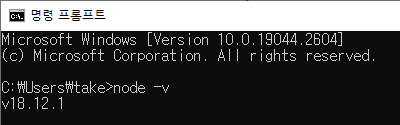 명령 프롬프트
Microsoft Windows [Version 10.0.19044.2604]
(c) Microsoft Corporation. All rights reserved.
C:₩Users₩take>node -v
v18.12.1